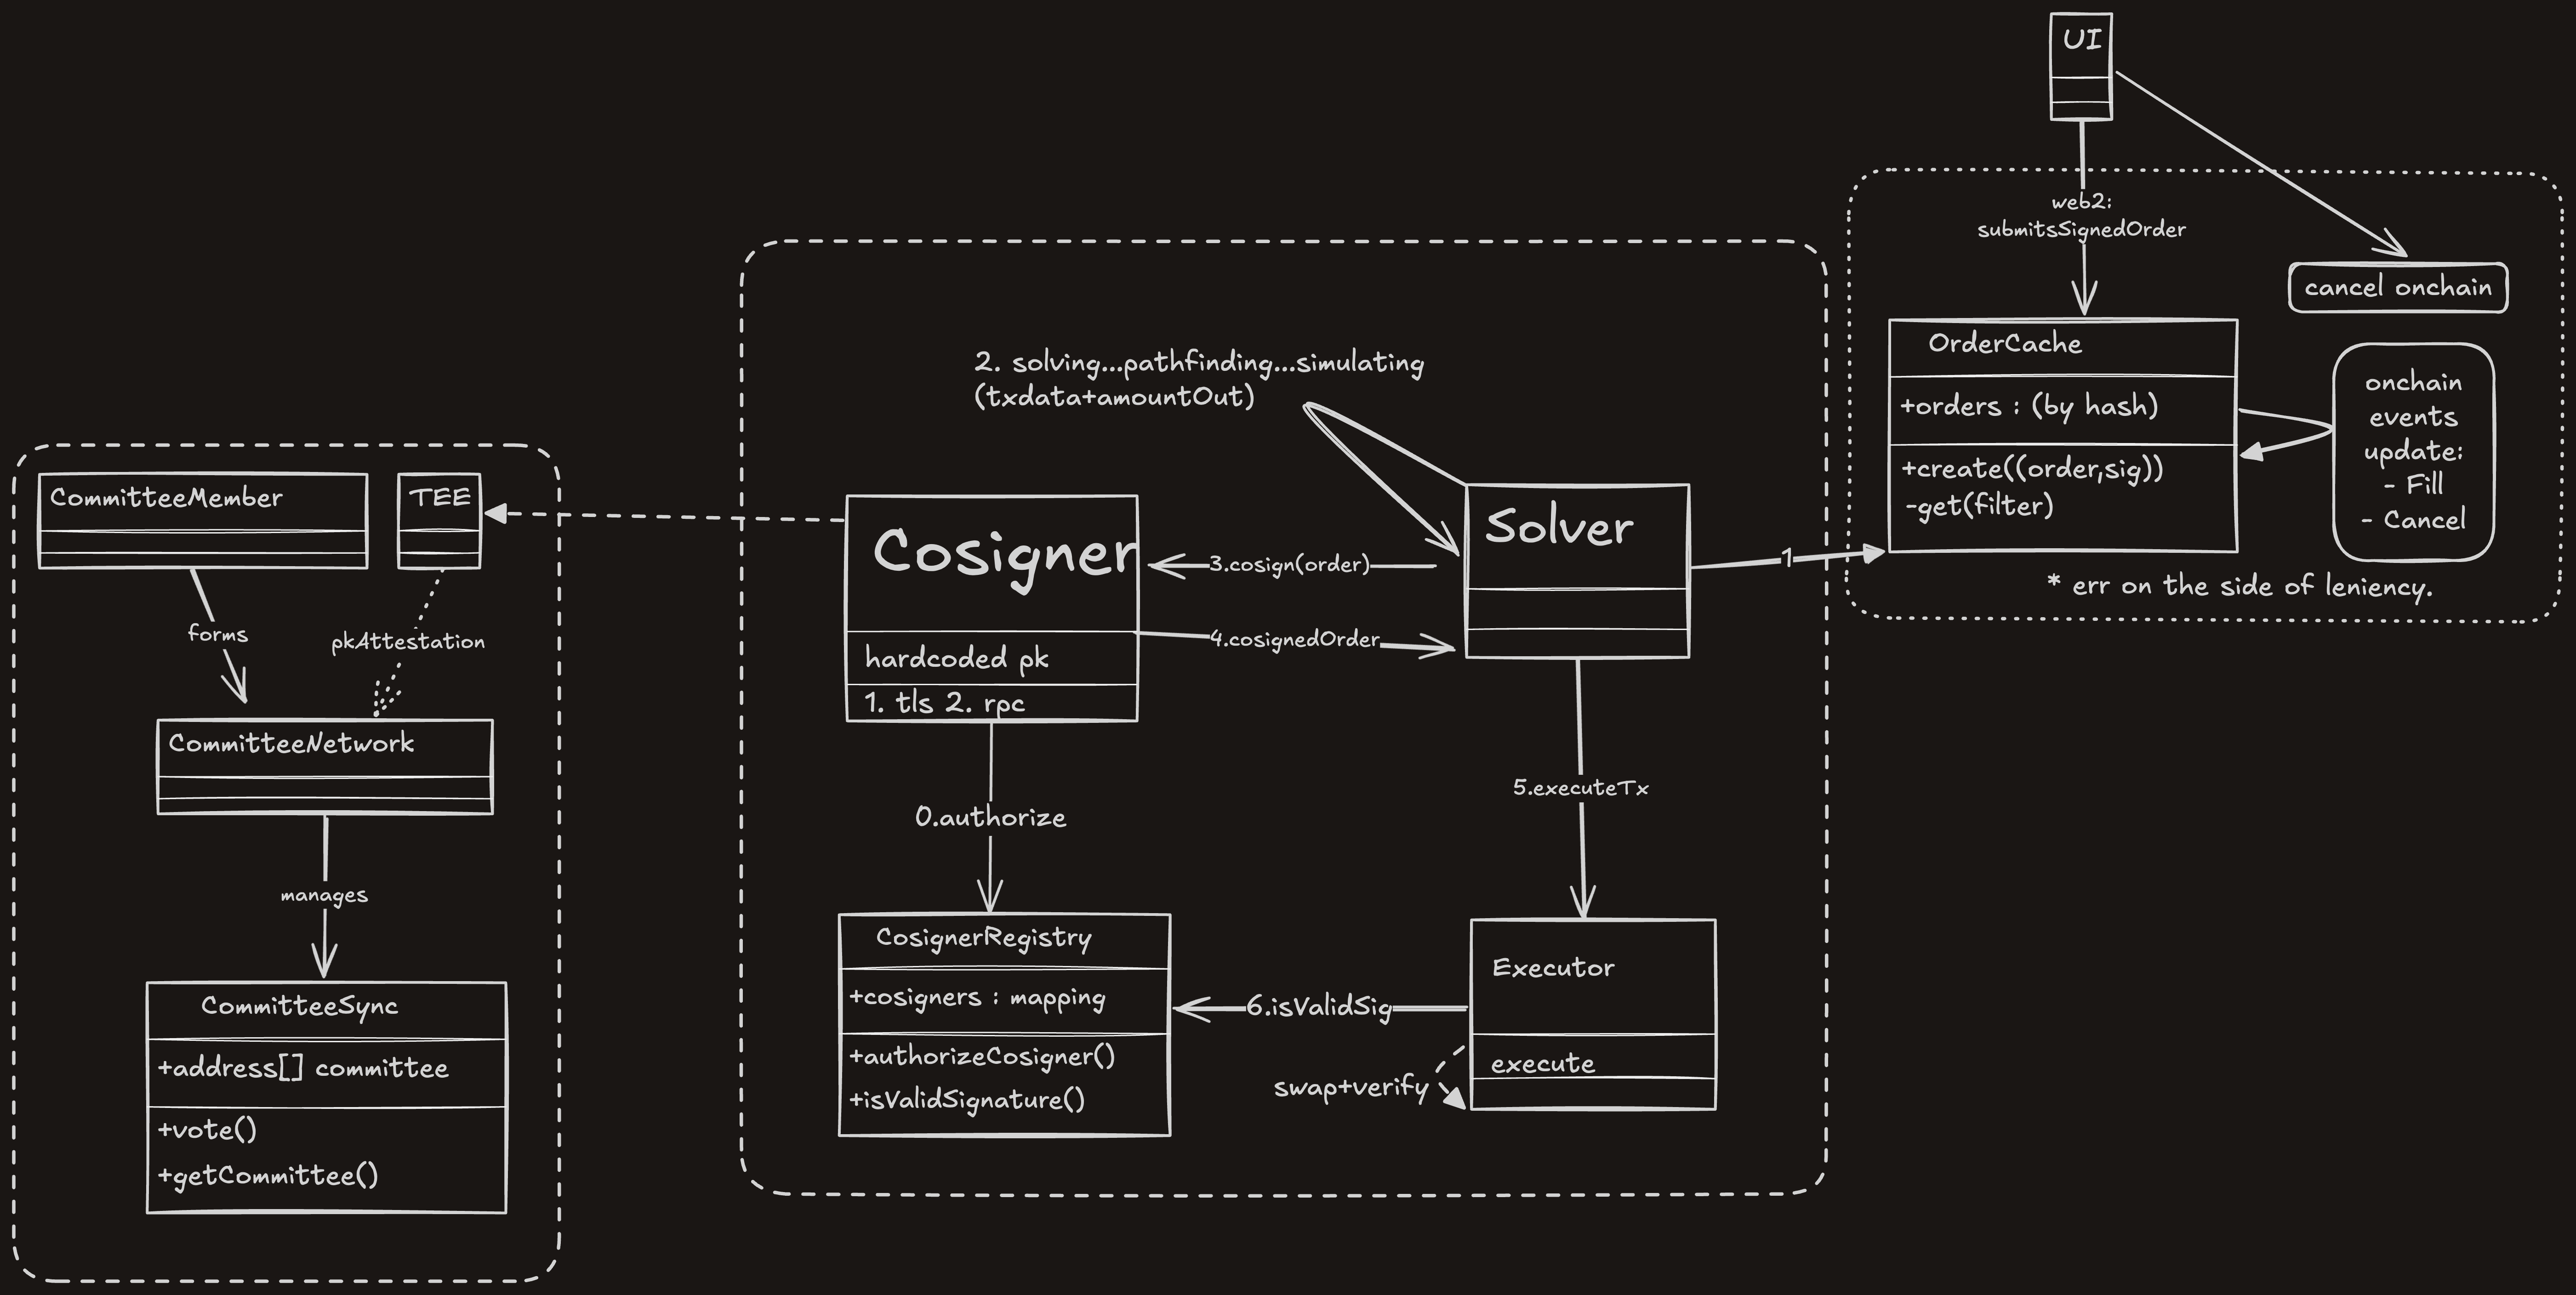 UI
web2:
submitsSignedOrder
cancel onchain
OrderCache
+orders : (by hash)
+create((order,sig))
-get(filter)
onchain
events
update:
- Fill
- Cancel
* err on the side of leniency.
2. solving...pathfinding...simulating
(txdata+amountOut)
Cosigner
hardcoded pk
1. tls 2. rpc
3.cosign(order)
4.cosignedOrder
Solver
1
0.authorize
5.executeTx
CosignerRegistry
+cosigners : mapping
+authorizeCosigner()
+isValidSignature()
6.isValidSig
Executor
execute
swap+verify
CommitteeMember
TEE
forms
pkAttestation
CommitteeNetwork
manages
CommitteeSync
+address[] committee
+vote()
+getCommittee()